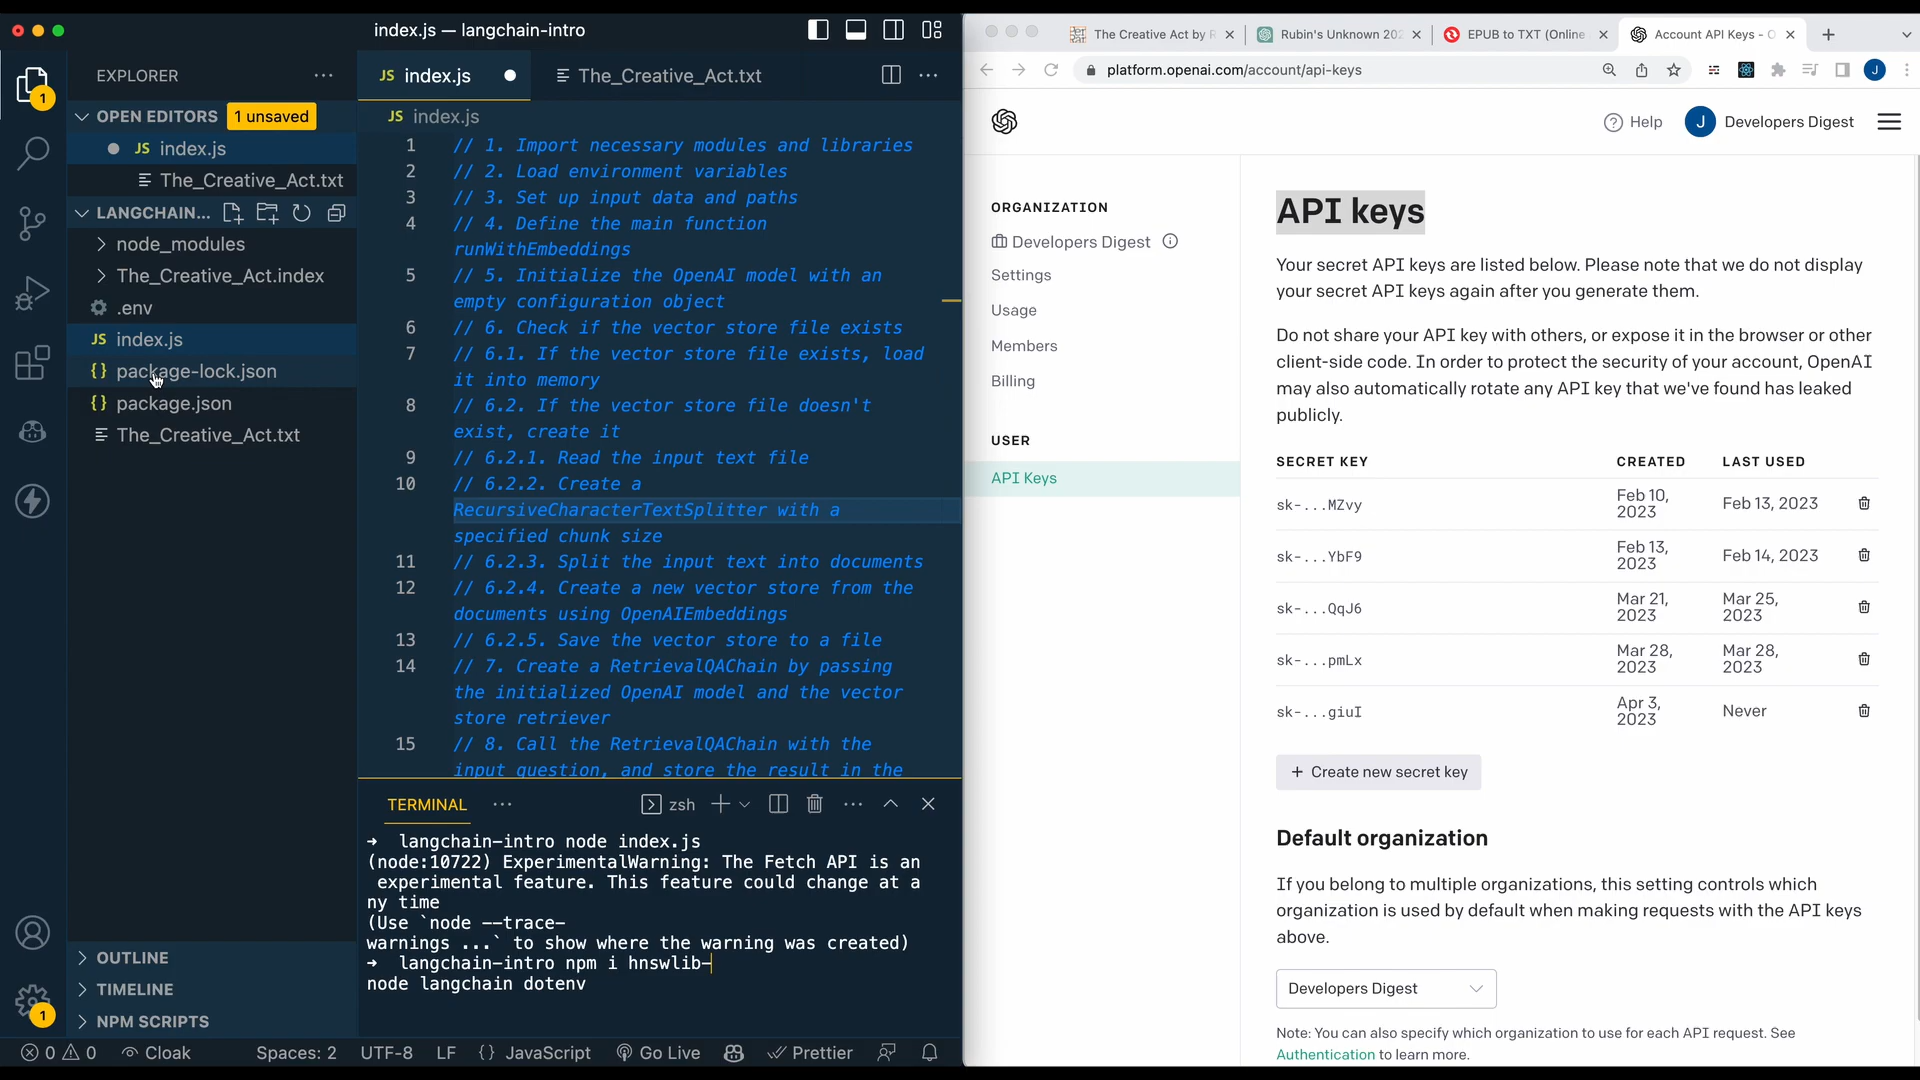 index.js — langchain-intro
EXPLORER
OPEN EDITORS 1 unsaved
JS index.js
The_Creative_Act.txt
LANGCHAIN...
node_modules
The_Creative_Act.index
.env
JS index.js
{} package-lock.json
{} package.json
The_Creative_Act.txt
OUTLINE
TIMELINE
NPM SCRIPTS
1
1
JS index.js
The_Creative_Act.txt
JS index.js
1 // 1. Import necessary modules and libraries
2 // 2. Load environment variables
3 // 3. Set up input data and paths
4 // 4. Define the main function
runWithEmbeddings
5 // 5. Initialize the OpenAI model with an
empty configuration object
6 // 6. Check if the vector store file exists
7 // 6.1. If the vector store file exists, load
it into memory
8 // 6.2. If the vector store file doesn't
exist, create it
9 // 6.2.1. Read the input text file
10 // 6.2.2. Create a
RecursiveCharacterTextSplitter with a
specified chunk size
11 // 6.2.3. Split the input text into documents
12 // 6.2.4. Create a new vector store from the
documents using OpenAIEmbeddings
13 // 6.2.5. Save the vector store to a file
14 // 7. Create a RetrievalQAChain by passing
the initialized OpenAI model and the vector
store retriever
15 // 8. Call the RetrievalQAChain with the
input question, and store the result in the
TERMINAL
zsh
→ langchain-intro node index.js
(node:10722) ExperimentalWarning: The Fetch API is an
experimental feature. This feature could change at a
ny time
(Use `node --trace-
warnings ...` to show where the warning was created)
→ langchain-intro npm i hnswlib-
node langchain dotenv
0 0 Cloak Spaces: 2 UTF-8 LF {} JavaScript Go Live Prettier
The Creative Act by R
Rubin's Unknown 202
EPUB to TXT (Online
Account API Keys - O
platform.openai.com/account/api-keys
J
Help J Developers Digest
ORGANIZATION
Developers Digest
Settings
Usage
Members
Billing
USER
API Keys
API keys
Your secret API keys are listed below. Please note that we do not display
your secret API keys again after you generate them.
Do not share your API key with others, or expose it in the browser or other
client-side code. In order to protect the security of your account, OpenAI
may also automatically rotate any API key that we've found has leaked
publicly.
SECRET KEY CREATED LAST USED
sk-...MZvy Feb 10, 2023 Feb 13, 2023
sk-...YbF9 Feb 13, 2023 Feb 14, 2023
sk-...QqJ6 Mar 21, 2023 Mar 25, 2023
sk-...pmLx Mar 28, 2023 Mar 28, 2023
sk-...giuI Apr 3, 2023 Never
+ Create new secret key
Default organization
If you belong to multiple organizations, this setting controls which
organization is used by default when making requests with the API keys
above.
Developers Digest
Note: You can also specify which organization to use for each API request. See
Authentication to learn more.